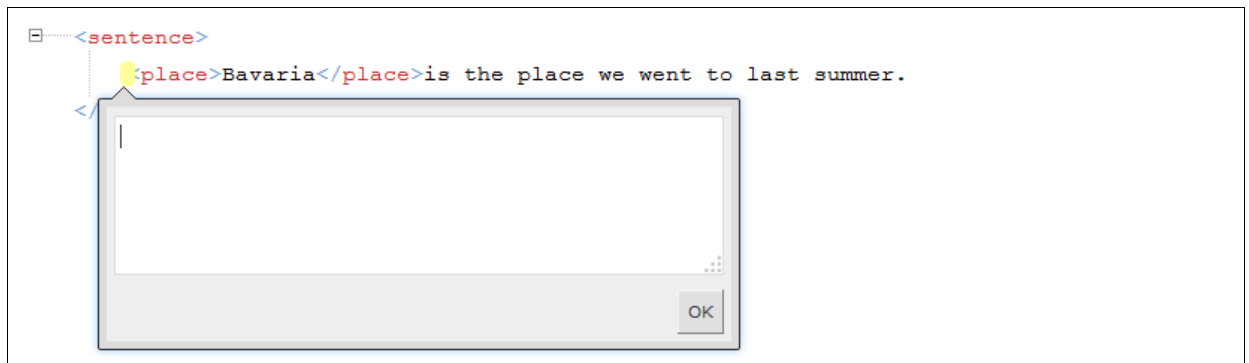 <sentence>
<place>Bavaria</place>is the place we went to last summer.
</
OK